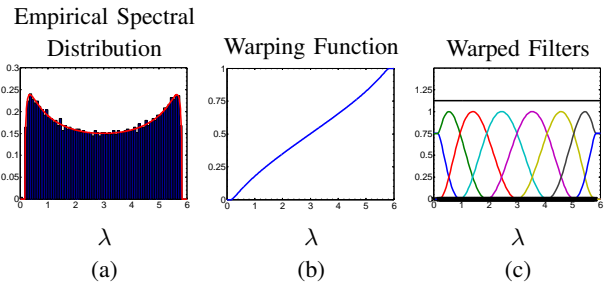 Empirical Spectral
Distribution Warping Function Warped Filters
0.3
0.25
0.2
0.15
0.1
0.05
0
0 1 2 3 4 5 6
1
0.75
0.5
0.25
0
0 1 2 3 4 5 6
1.25
1
0.75
0.5
0.25
0
0 1 2 3 4 5 6
λ λ λ
(a) (b) (c)